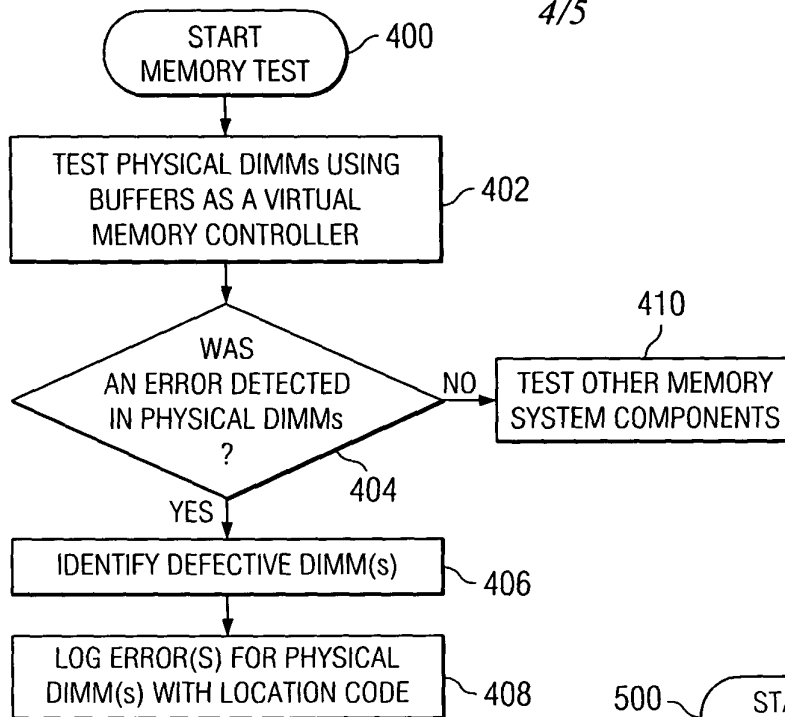 4/5
START
MEMORY TEST
400
TEST PHYSICAL DIMMs USING
BUFFERS AS A VIRTUAL
MEMORY CONTROLLER
402
WAS
AN ERROR DETECTED
IN PHYSICAL DIMMs
?
404
NO
410
TEST OTHER MEMORY
SYSTEM COMPONENTS
YES
IDENTIFY DEFECTIVE DIMM(s)
406
LOG ERROR(S) FOR PHYSICAL
DIMM(s) WITH LOCATION CODE
408
500